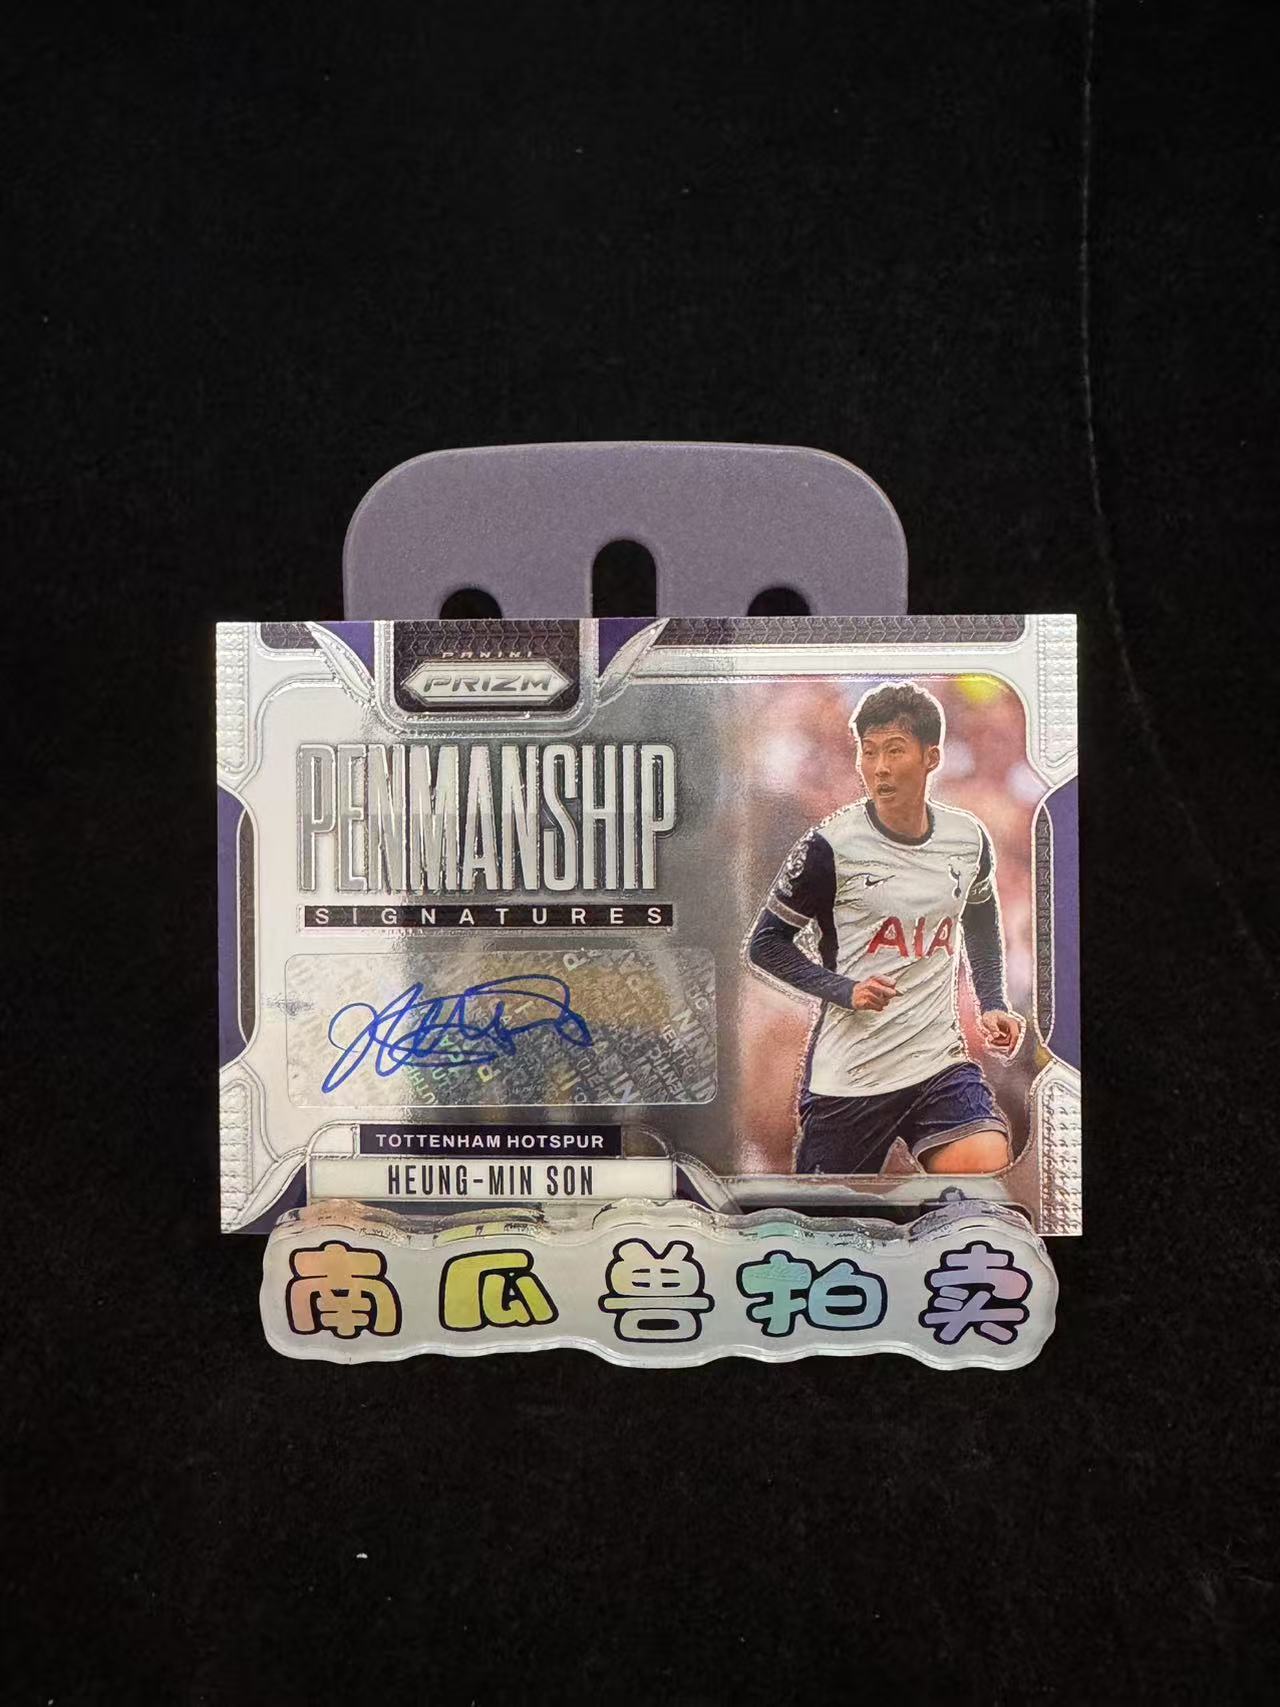 PANINI
PRIZM
PENMANSHIP
SIGNATURES
TOTTENHAM HOTSPUR
HEUNG-MIN SON
AIA
南瓜兽拍卖